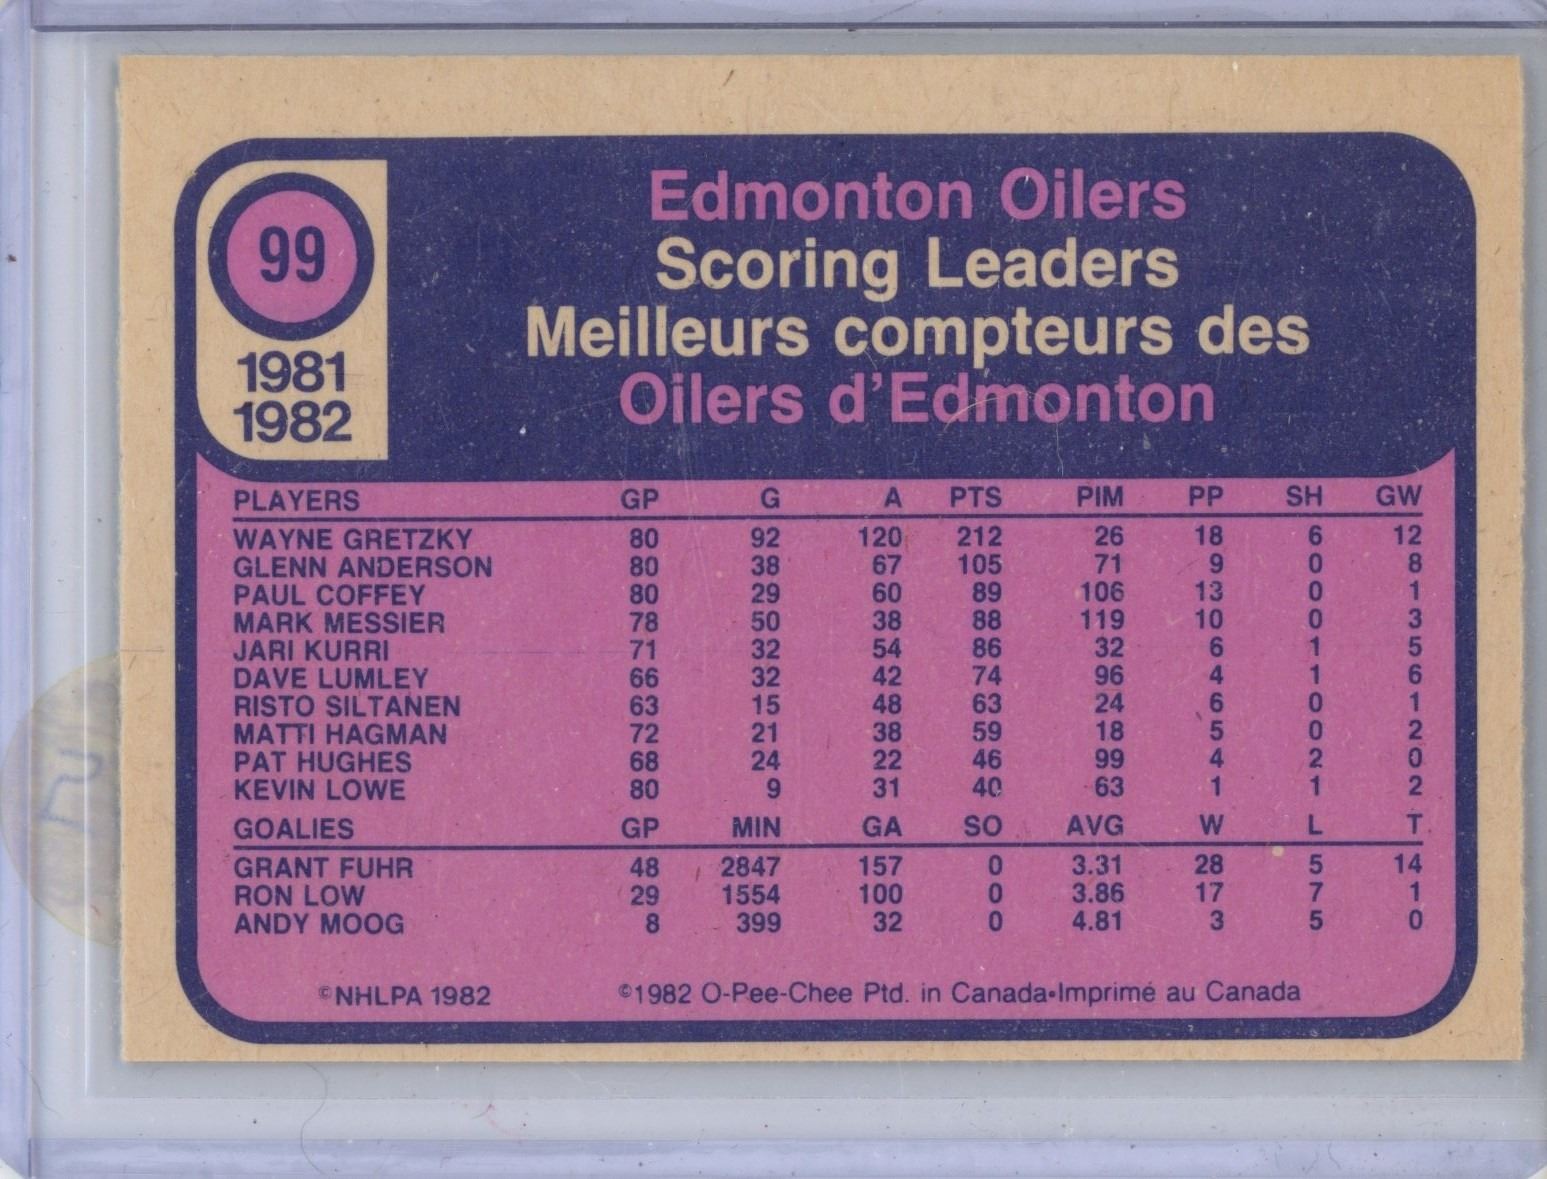 99
1981
1982
Edmonton Oilers
Scoring Leaders
Meilleurs compteurs des
Oilers d'Edmonton
PLAYERS GP G A PTS PIM PP SH GW
WAYNE GRETZKY 80 92 120 212 26 18 6 12
GLENN ANDERSON 80 38 67 105 71 9 0 8
PAUL COFFEY 80 29 60 89 106 13 0 1
MARK MESSIER 78 50 38 88 119 10 0 3
JARI KURRI 71 32 54 86 32 6 1 5
DAVE LUMLEY 66 32 42 74 96 4 1 6
RISTO SILTANEN 63 15 48 63 24 6 0 1
MATTI HAGMAN 72 21 38 59 18 5 0 2
PAT HUGHES 68 24 22 46 99 4 2 0
KEVIN LOWE 80 9 31 40 63 1 1 2
GOALIES GP MIN GA SO AVG W L T
GRANT FUHR 48 2847 157 0 3.31 28 5 14
RON LOW 29 1554 100 0 3.86 17 7 1
ANDY MOOG 8 399 32 0 4.81 3 5 0
©NHLPA 1982 ©1982 O-Pee-Chee Ptd. in Canada•Imprimé au Canada